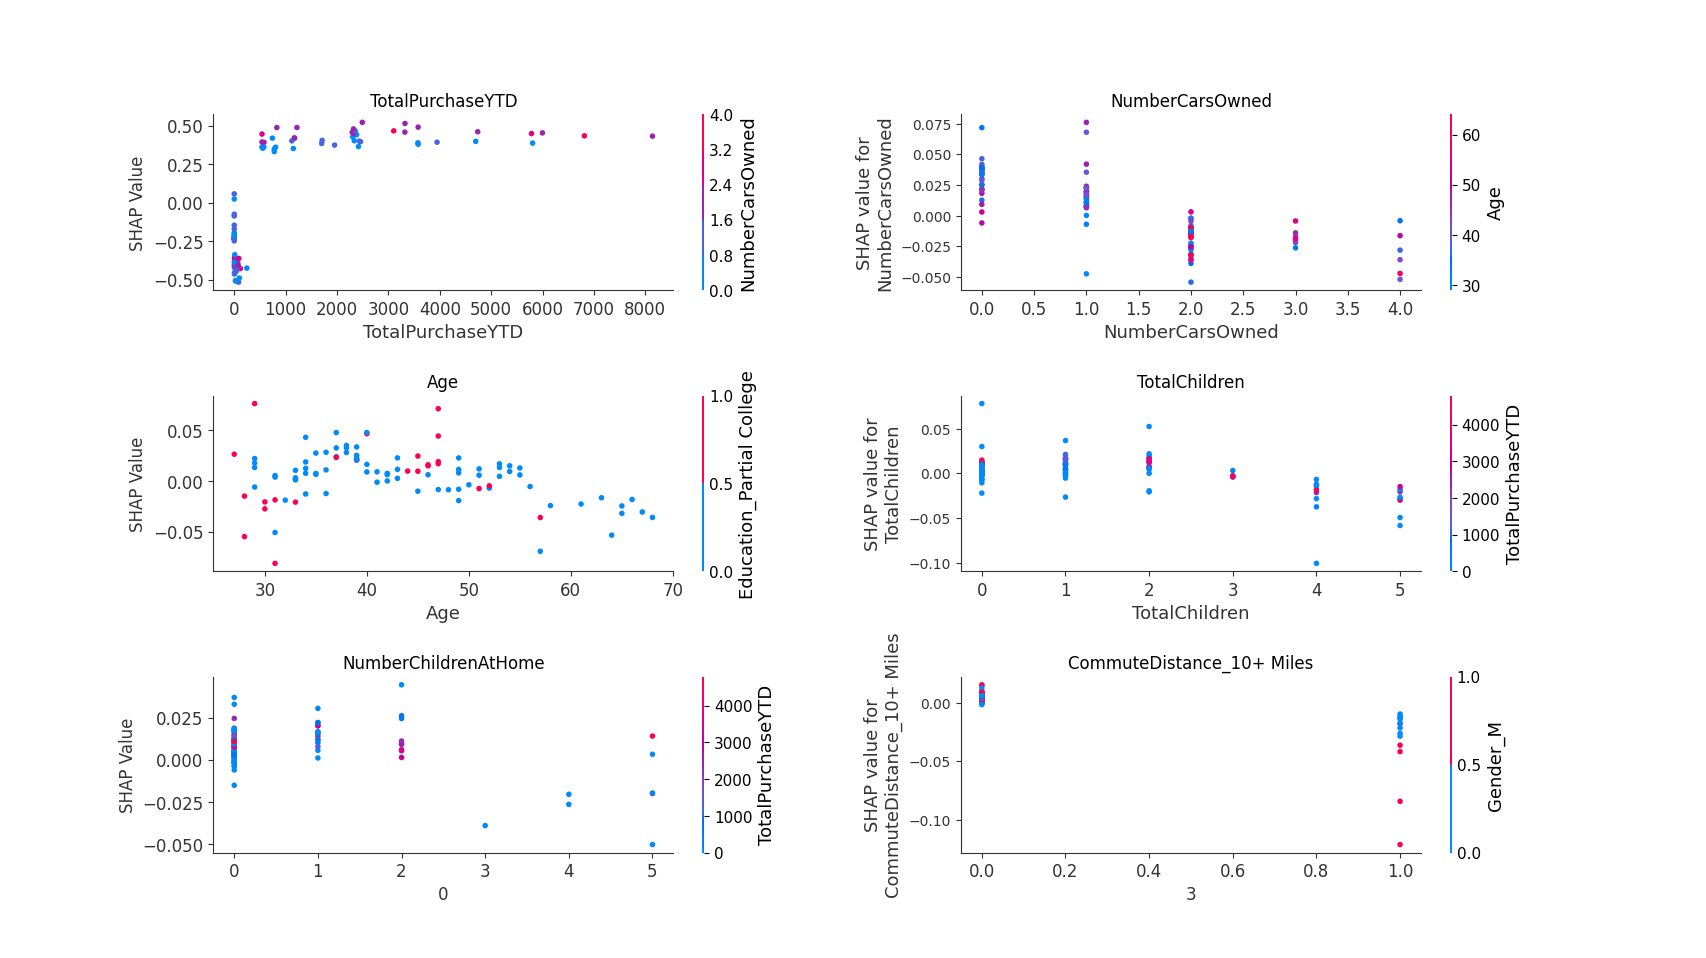 TotalPurchaseYTD
SHAP Value
0.50
0.25
0.00
−0.25
−0.50
0 1000 2000 3000 4000 5000 6000 7000 8000
TotalPurchaseYTD
4.0
3.2
2.4
1.6
0.8
0.0
NumberCarsOwned
NumberCarsOwned
SHAP value for
NumberCarsOwned
0.075
0.050
0.025
0.000
−0.025
−0.050
0.0 0.5 1.0 1.5 2.0 2.5 3.0 3.5 4.0
NumberCarsOwned
60
50
40
30
Age
Age
SHAP Value
0.05
0.00
−0.05
30 40 50 60 70
Age
1.0
0.5
0.0
Education_Partial College
TotalChildren
SHAP value for
TotalChildren
0.05
0.00
−0.05
−0.10
0 1 2 3 4 5
TotalChildren
4000
3000
2000
1000
0
TotalPurchaseYTD
NumberChildrenAtHome
SHAP Value
0.025
0.000
−0.025
−0.050
0 1 2 3 4 5
0
4000
3000
2000
1000
0
TotalPurchaseYTD
CommuteDistance_10+ Miles
SHAP value for
CommuteDistance_10+ Miles
0.00
−0.05
−0.10
0.0 0.2 0.4 0.6 0.8 1.0
3
1.0
0.5
0.0
Gender_M